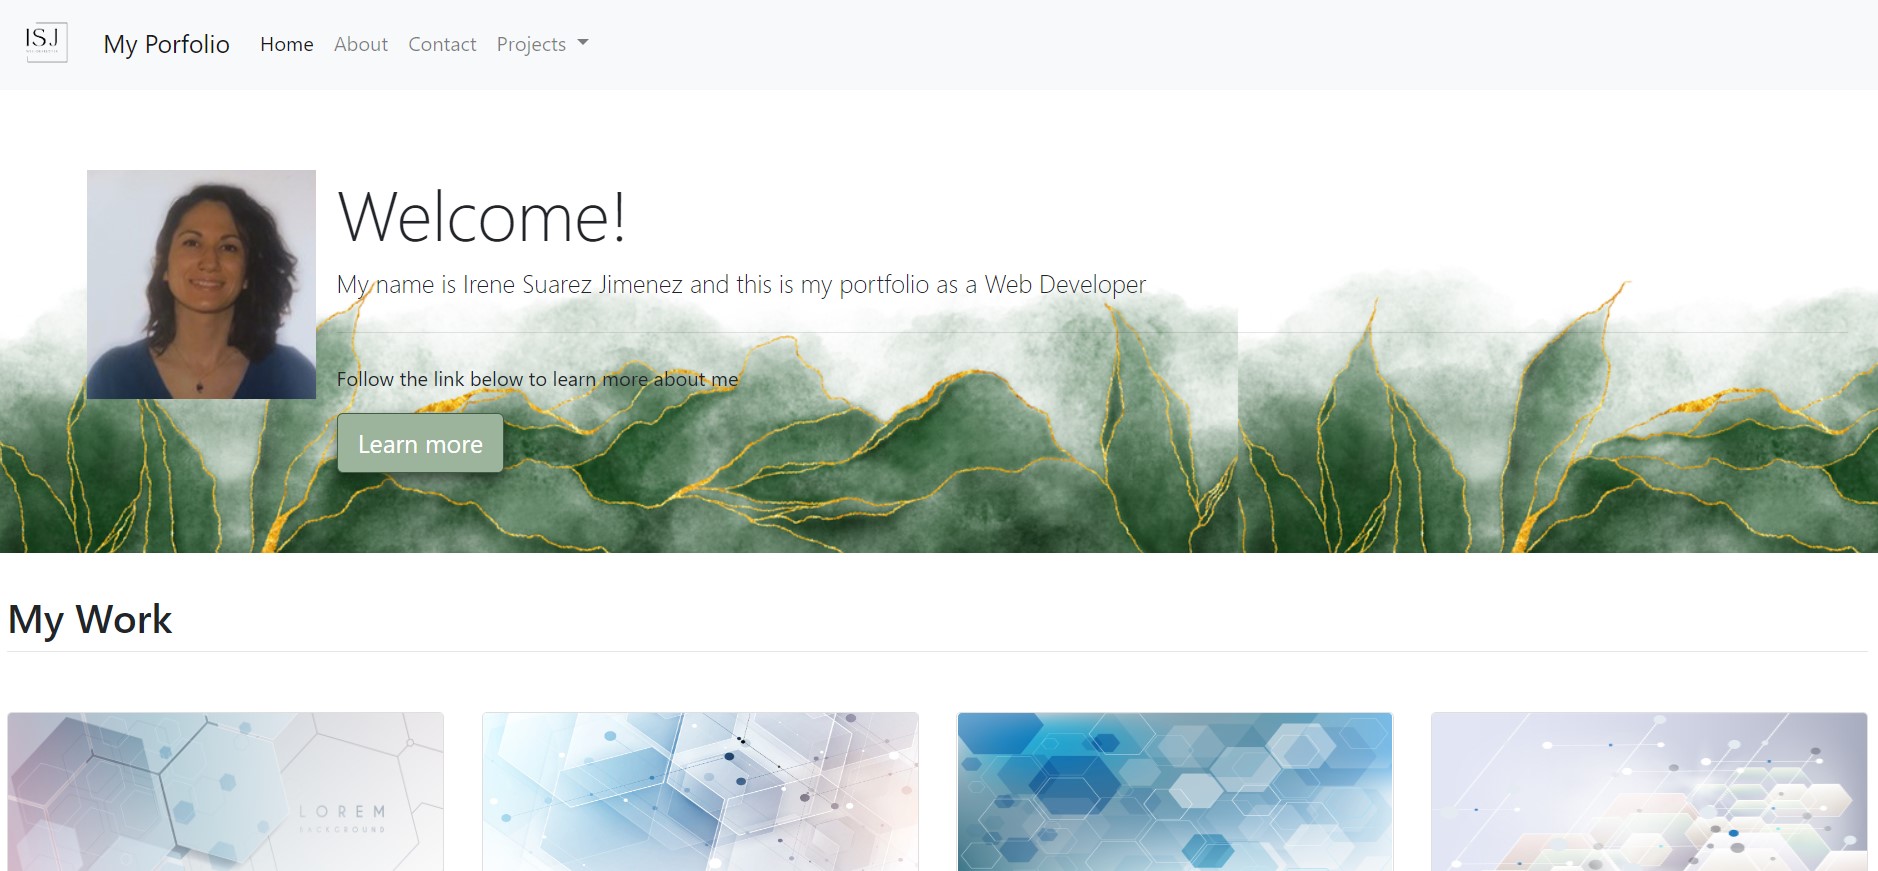 ISJ
My Porfolio Home About Contact Projects
Welcome!
My name is Irene Suarez Jimenez and this is my portfolio as a Web Developer
Follow the link below to learn more about me
Learn more
My Work
LOREM
BACKGROUND